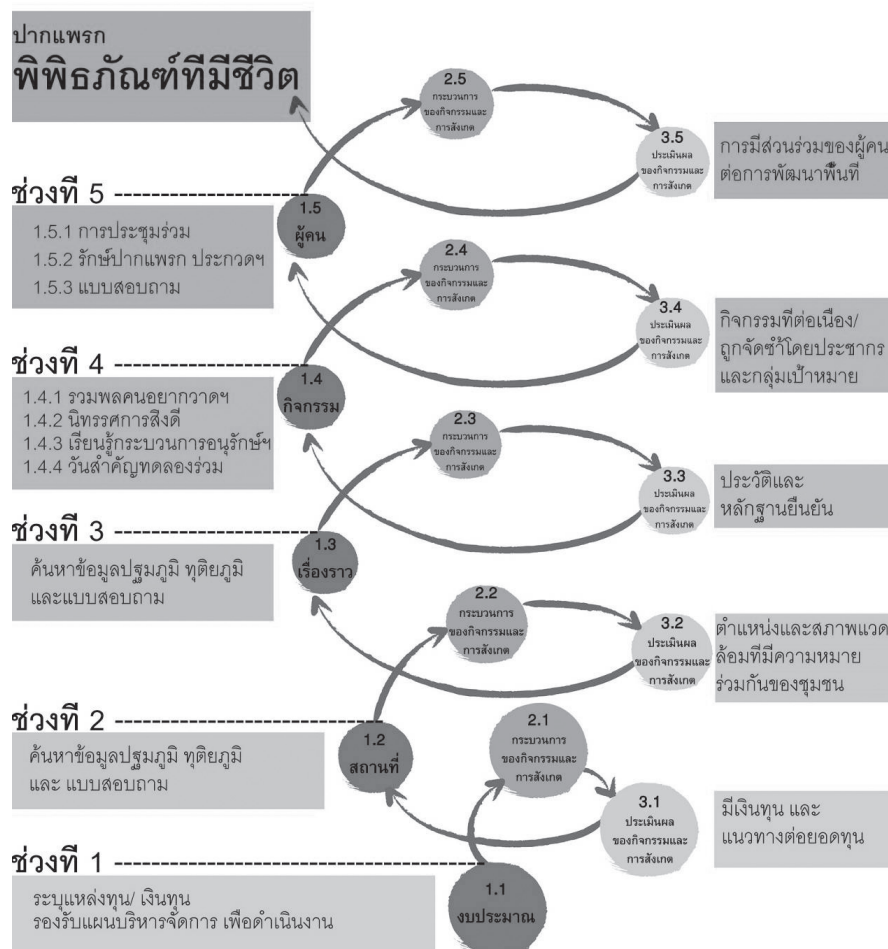 ปากแพรก
พิพิธภัณฑ์ที่มีชีวิต
2.5
กระบวนการ
ของกิจกรรมและ
การสังเกต
3.5
ประเมินผล
ของกิจกรรมและ
การสังเกต
การมีส่วนร่วมของผู้คน
ต่อการพัฒนาพื้นที่
ช่วงที่ 5
1.5
ผู้คน
1.5.1 การประชุมร่วม
1.5.2 รักษ์ปากแพรก ประกวดฯ
1.5.3 แบบสอบถาม
2.4
กระบวนการ
ของกิจกรรมและ
การสังเกต
3.4
ประเมินผล
ของกิจกรรมและ
การสังเกต
กิจกรรมที่ต่อเนื่อง/
ถูกจัดซ้ำโดยประชากร
และกลุ่มเป้าหมาย
ช่วงที่ 4
1.4
กิจกรรม
1.4.1 รวมพลคนอยากวาดฯ
1.4.2 นิทรรศการสิ่งดี
1.4.3 เรียนรู้กระบวนการอนุรักษ์ฯ
1.4.4 วันสำคัญทดลองร่วม
2.3
กระบวนการ
ของกิจกรรมและ
การสังเกต
3.3
ประเมินผล
ของกิจกรรมและ
การสังเกต
ประวัติและ
หลักฐานยืนยัน
ช่วงที่ 3
1.3
เรื่องราว
ค้นหาข้อมูลปฐมภูมิ ทุติยภูมิ
และแบบสอบถาม
2.2
กระบวนการ
ของกิจกรรมและ
การสังเกต
3.2
ประเมินผล
ของกิจกรรมและ
การสังเกต
ตำแหน่งและสภาพแวด
ล้อมที่มีความหมาย
ร่วมกันของชุมชน
ช่วงที่ 2
1.2
สถานที่
ค้นหาข้อมูลปฐมภูมิ ทุติยภูมิ
และ แบบสอบถาม
2.1
กระบวนการ
ของกิจกรรมและ
การสังเกต
3.1
ประเมินผล
ของกิจกรรมและ
การสังเกต
มีเงินทุน และ
แนวทางต่อยอดทุน
ช่วงที่ 1
1.1
งบประมาณ
ระบุแหล่งทุน/ เงินทุน
รองรับแผนบริหารจัดการ เพื่อดำเนินงาน